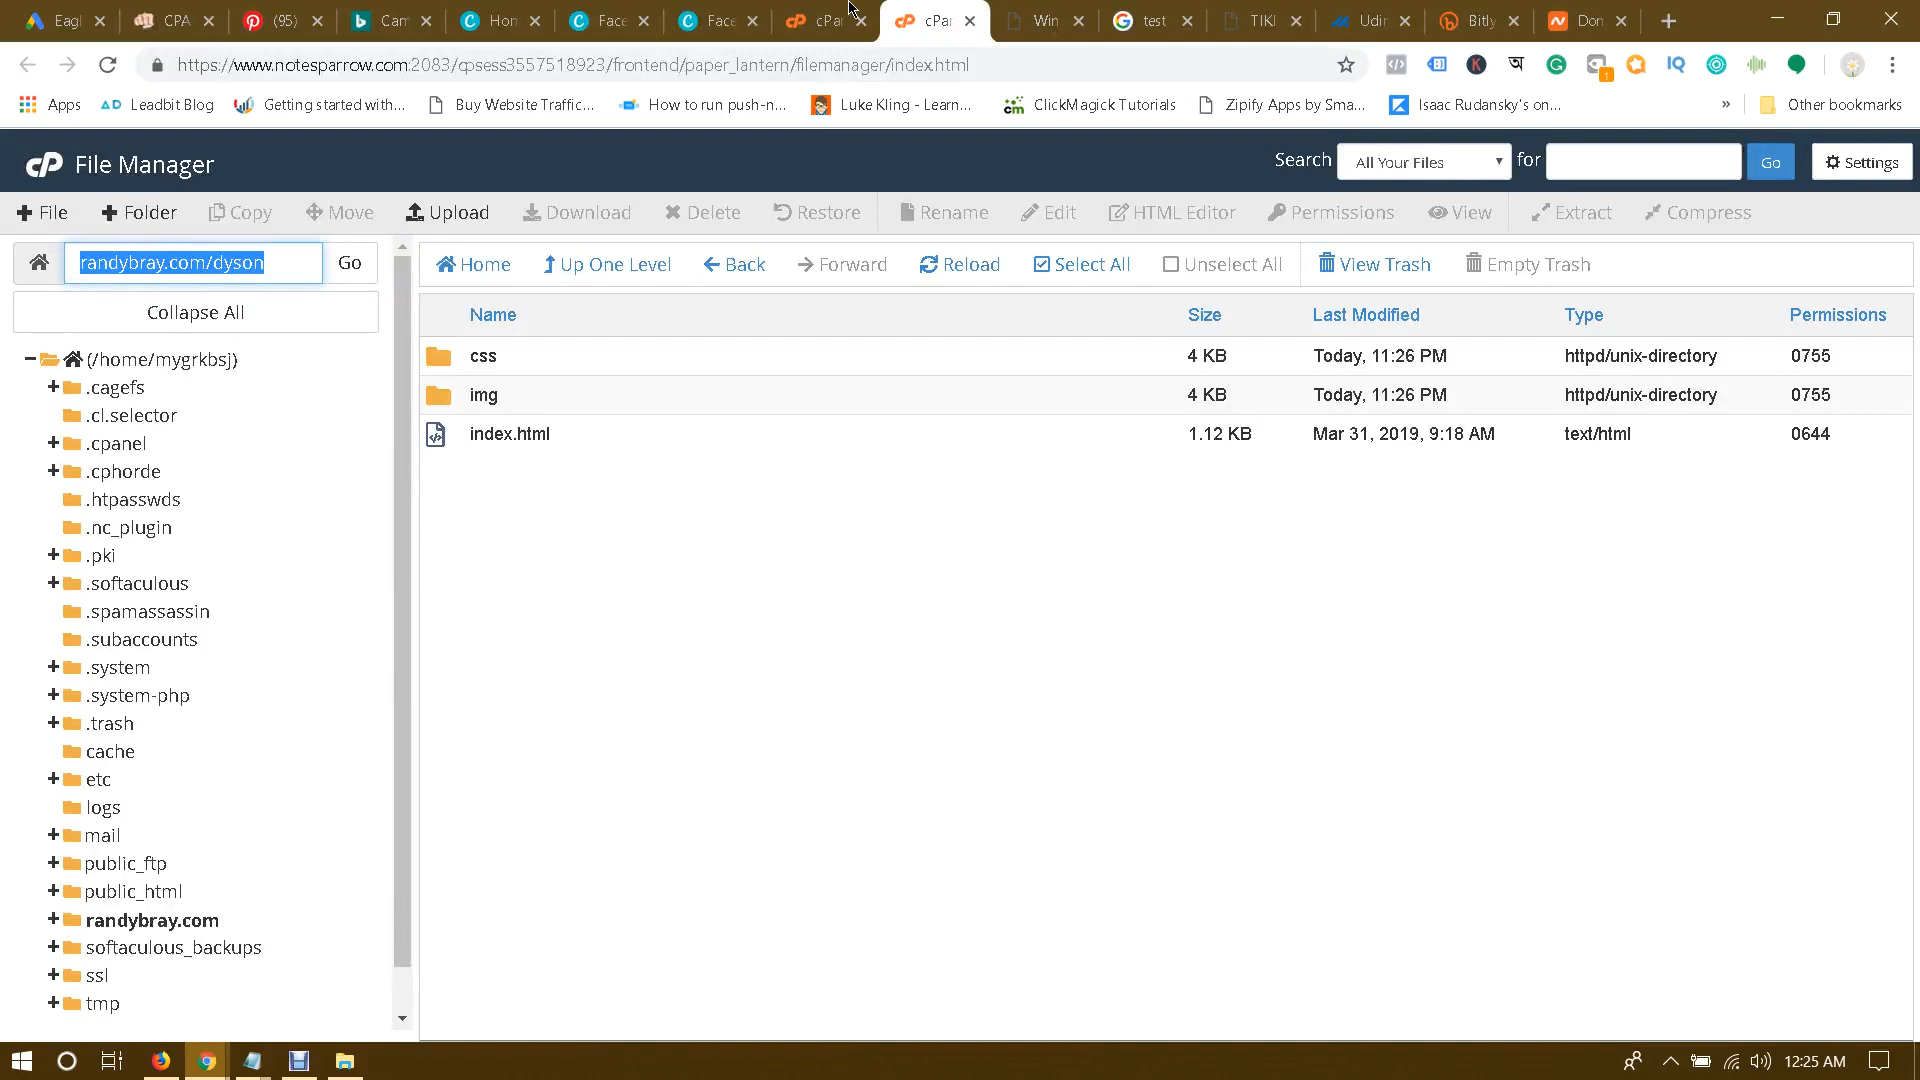 Eagl CPA (95) Cam Hon Face Face cPan cPan Win test TIKI Udin Bitly Don
https://www.notesparrow.com:2083/cpsess3557518923/frontend/paper_lantern/filemanager/index.html
Apps Leadbit Blog Getting started with... Buy Website Traffic... How to run push-n... Luke Kling - Learn... ClickMagick Tutorials Zipify Apps by Sma... Isaac Rudansky's on... » Other bookmarks
cP File Manager Search All Your Files for Go Settings
File Folder Copy Move Upload Download Delete Restore Rename Edit HTML Editor Permissions View Extract Compress
randybray.com/dyson Go Home Up One Level Back Forward Reload Select All Unselect All View Trash Empty Trash
Collapse All
Name Size Last Modified Type Permissions
css 4 KB Today, 11:26 PM httpd/unix-directory 0755
img 4 KB Today, 11:26 PM httpd/unix-directory 0755
index.html 1.12 KB Mar 31, 2019, 9:18 AM text/html 0644
(/home/mygrkbsj)
.cagefs
.cl.selector
.cpanel
.cphorde
.htpasswds
.nc_plugin
.pki
.softaculous
.spamassassin
.subaccounts
.system
.system-php
.trash
cache
etc
logs
mail
public_ftp
public_html
randybray.com
softaculous_backups
ssl
tmp
12:25 AM